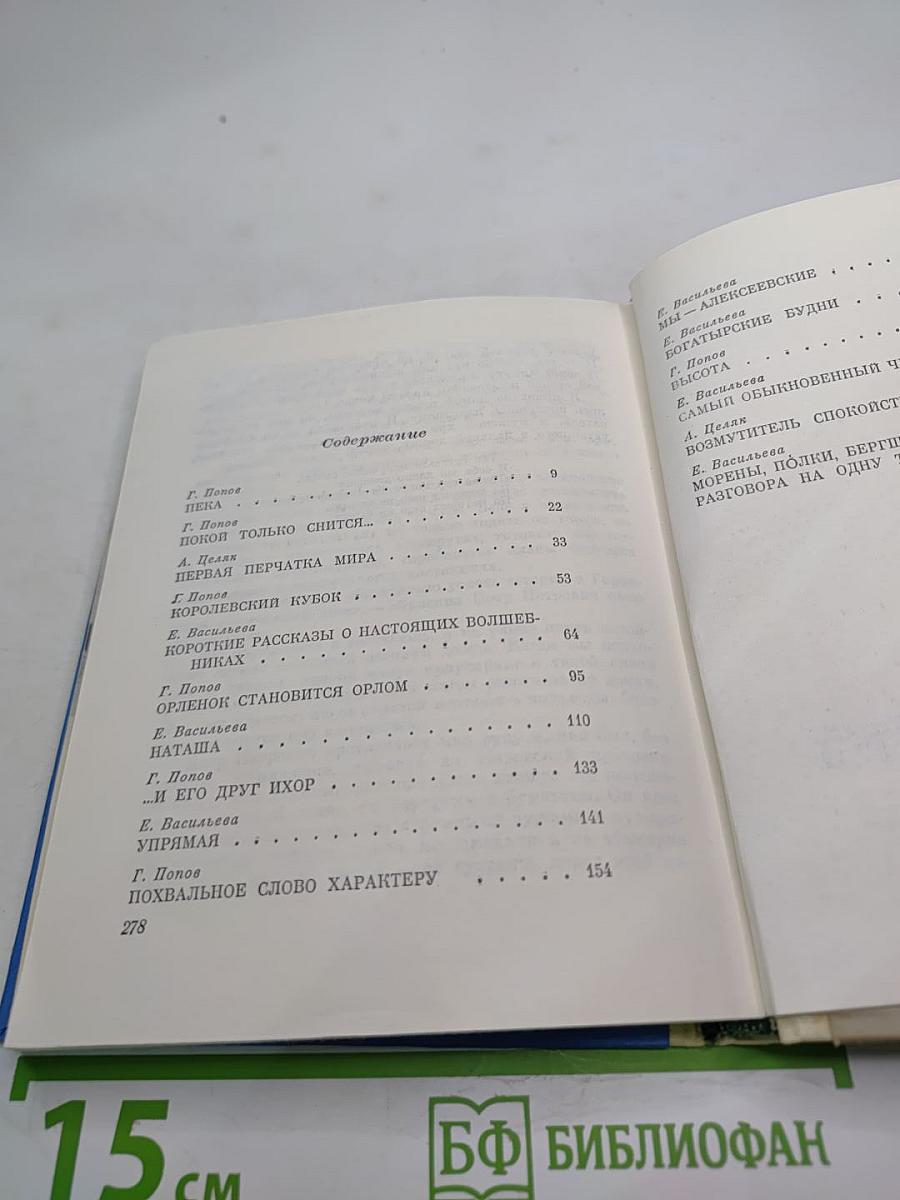 Содержание
Г. Попов
ПЕКА . . . . . . . . . . . . . . . . 9
Г. Попов
ПОКОЙ ТОЛЬКО СНИТСЯ... . . . . . . . . 22
А. Целяк
ПЕРВАЯ ПЕРЧАТКА МИРА . . . . . . . . . 33
Г. Попов
КОРОЛЕВСКИЙ КУБОК . . . . . . . . . . . 53
Е. Васильева
КОРОТКИЕ РАССКАЗЫ О НАСТОЯЩИХ ВОЛШЕБ-
НИКАХ . . . . . . . . . . . . . . . 64
Г. Попов
ОРЛЕНОК СТАНОВИТСЯ ОРЛОМ . . . . . . . 95
Е. Васильева
НАТАША . . . . . . . . . . . . . . . . 110
Г. Попов
...И ЕГО ДРУГ ИХОР . . . . . . . . . . . . 133
Е. Васильева
УПРЯМАЯ . . . . . . . . . . . . . . . . . 141
Г. Попов
ПОХВАЛЬНОЕ СЛОВО ХАРАКТЕРУ . . . . . 154
278
Е. Васильева
МЫ — АЛЕКСЕЕВСКИЕ . . . .
Е. Васильева
БОГАТЫРСКИЕ БУДНИ . . .
Г. Попов
ВЫСОТА . . . . . . . .
Е. Васильева
САМЫЙ ОБЫКНОВЕННЫЙ
А. Целяк
ВОЗМУТИТЕЛЬ
Е. Васильева
МОРЕНЫ, ПОЛКИ,
РАЗГОВОРА НА ОДНУ
15 см
БФ БИБЛИОФАН